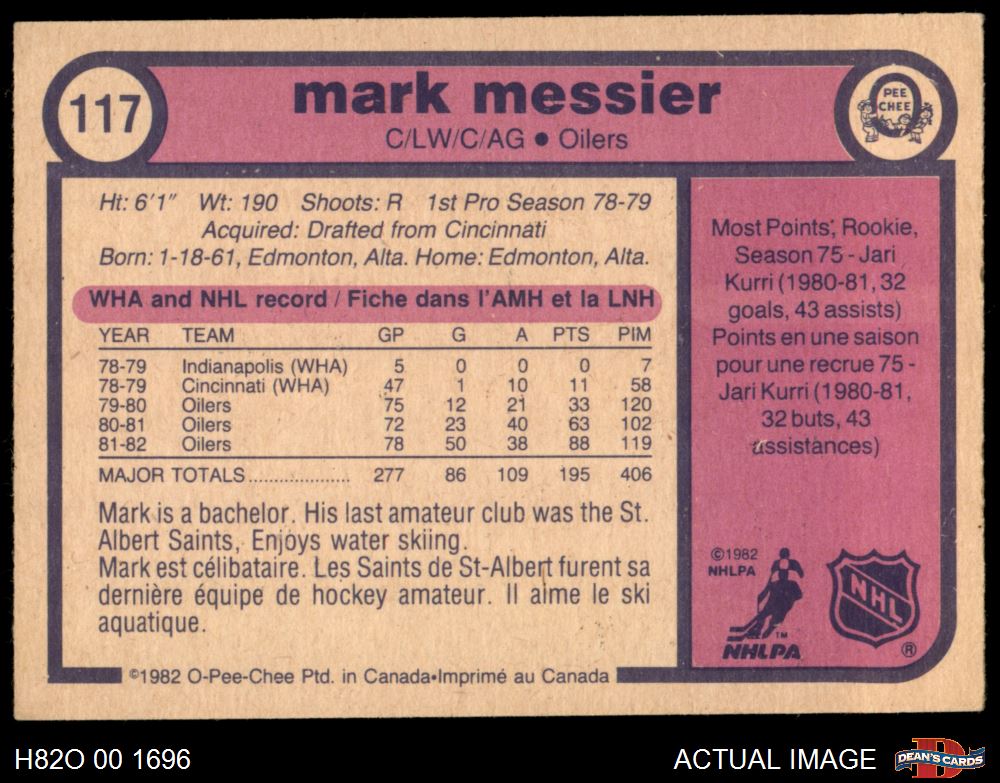 117
mark messier
C/LW/C/AG ● Oilers
PEE
CHEE
Ht: 6'1" Wt: 190 Shoots: R 1st Pro Season 78-79
Acquired: Drafted from Cincinnati
Born: 1-18-61, Edmonton, Alta. Home: Edmonton, Alta.
WHA and NHL record / Fiche dans l'AMH et la LNH
YEAR TEAM GP G A PTS PIM
78-79 Indianapolis (WHA) 5 0 0 0 7
78-79 Cincinnati (WHA) 47 1 10 11 58
79-80 Oilers 75 12 21 33 120
80-81 Oilers 72 23 40 63 102
81-82 Oilers 78 50 38 88 119
MAJOR TOTALS.................... 277 86 109 195 406
Mark is a bachelor. His last amateur club was the St.
Albert Saints, Enjoys water skiing.
Mark est célibataire. Les Saints de St-Albert furent sa
dernière équipe de hockey amateur. Il aime le ski
aquatique.
©1982 O-Pee-Chee Ptd. in Canada•Imprimé au Canada
Most Points, Rookie,
Season 75 - Jari
Kurri (1980-81, 32
goals, 43 assists)
Points en une saison
pour une recrue 75 -
Jari Kurri (1980-81,
32 buts, 43
assistances)
©1982
NHLPA
TM
NHLPA
NHL
®
H82O 00 1696
ACTUAL IMAGE
D
DEAN'S CARDS